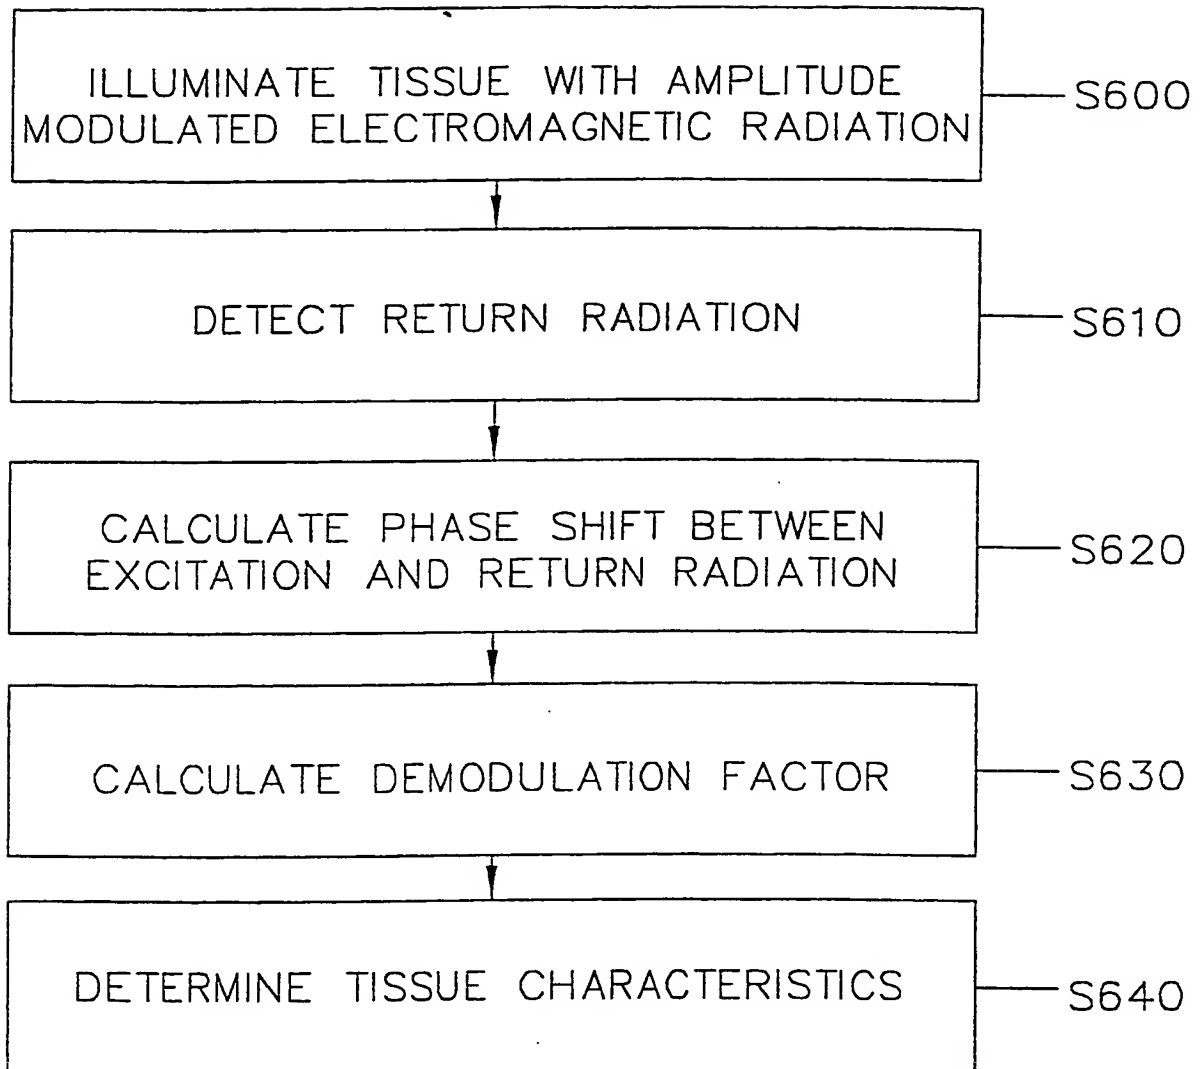 ILLUMINATE TISSUE WITH AMPLITUDE
MODULATED ELECTROMAGNETIC RADIATION
S600
DETECT RETURN RADIATION
S610
CALCULATE PHASE SHIFT BETWEEN
EXCITATION AND RETURN RADIATION
S620
CALCULATE DEMODULATION FACTOR
S630
DETERMINE TISSUE CHARACTERISTICS
S640